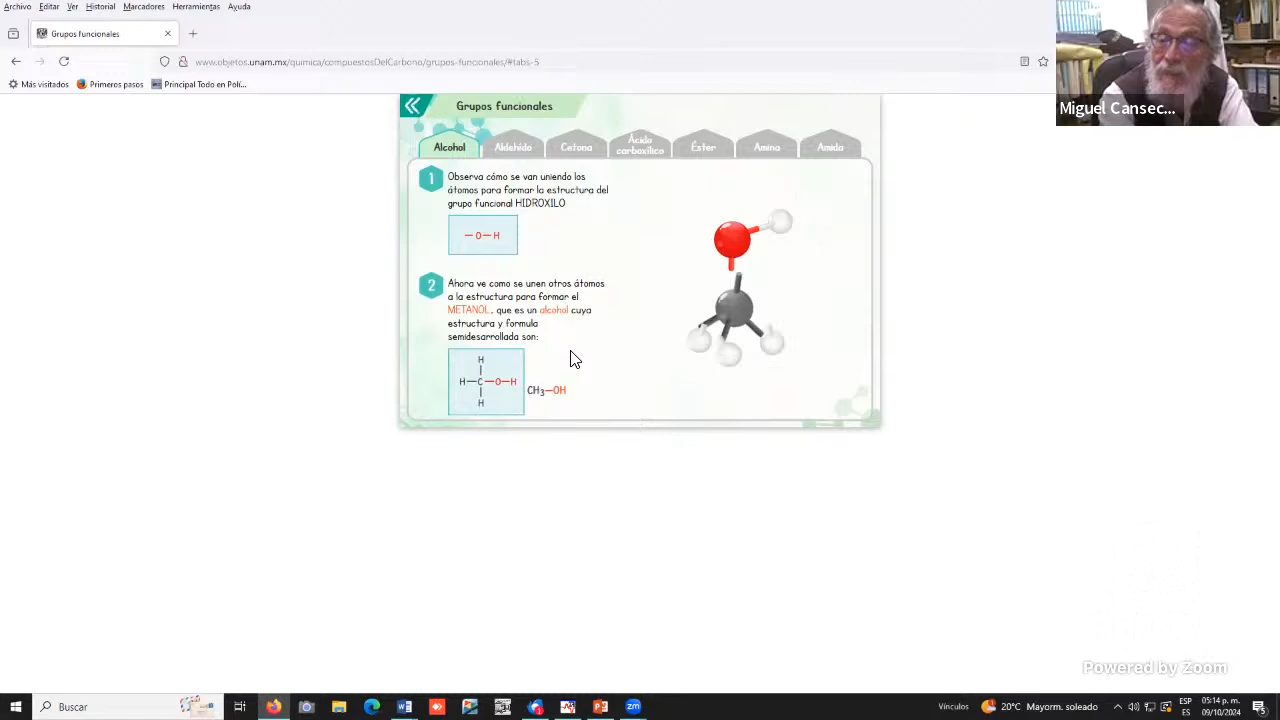 Archivo Editar Ver Historial Marcadores Herramientas Ayuda
Grupos funcionales
www.objetos.unam.mx/quimica/compuestosDelCarbono/grupos-funcionales/#tabs-5
Más visitados Primeros pasos Principal Todo en Polí...
Miguel Cansec...
Grupos funcionales
Alcohol Aldehído Cetona Ácido carboxílico Éster Amino Amida
1
Observa cómo se van uniendo los
átomos para formar la estructura del
grupo funcional HIDROXILO
—O—H
2
Ahora ve como se unen otros átomos
a la estructura para formar el
METANOL, que es un alcohol cuya
estructura y formula
semidesarrollada son:
H
H—C—O—H
H
CH₃—OH
Powered by Zoom
Buscar
Vínculos 20°C Mayorm. soleado ESP 05:14 p. m.
ES 09/10/2024 5